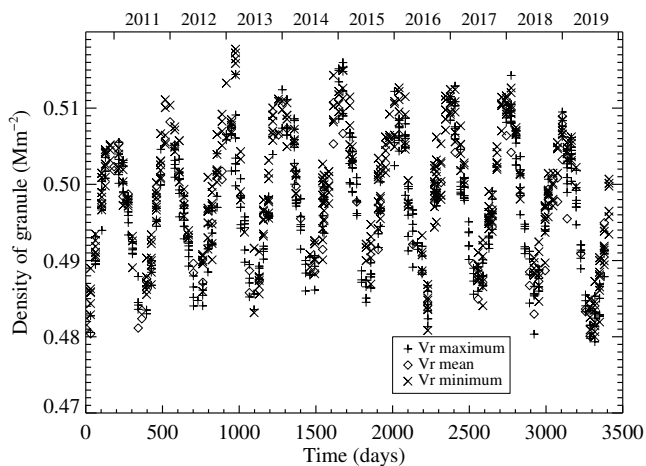 2011 2012 2013 2014 2015 2016 2017 2018 2019
Density of granule (Mm⁻²)
0.51
0.50
0.49
0.48
0.47
+ Vr maximum
◇ Vr mean
× Vr minimum
0 500 1000 1500 2000 2500 3000 3500
Time (days)